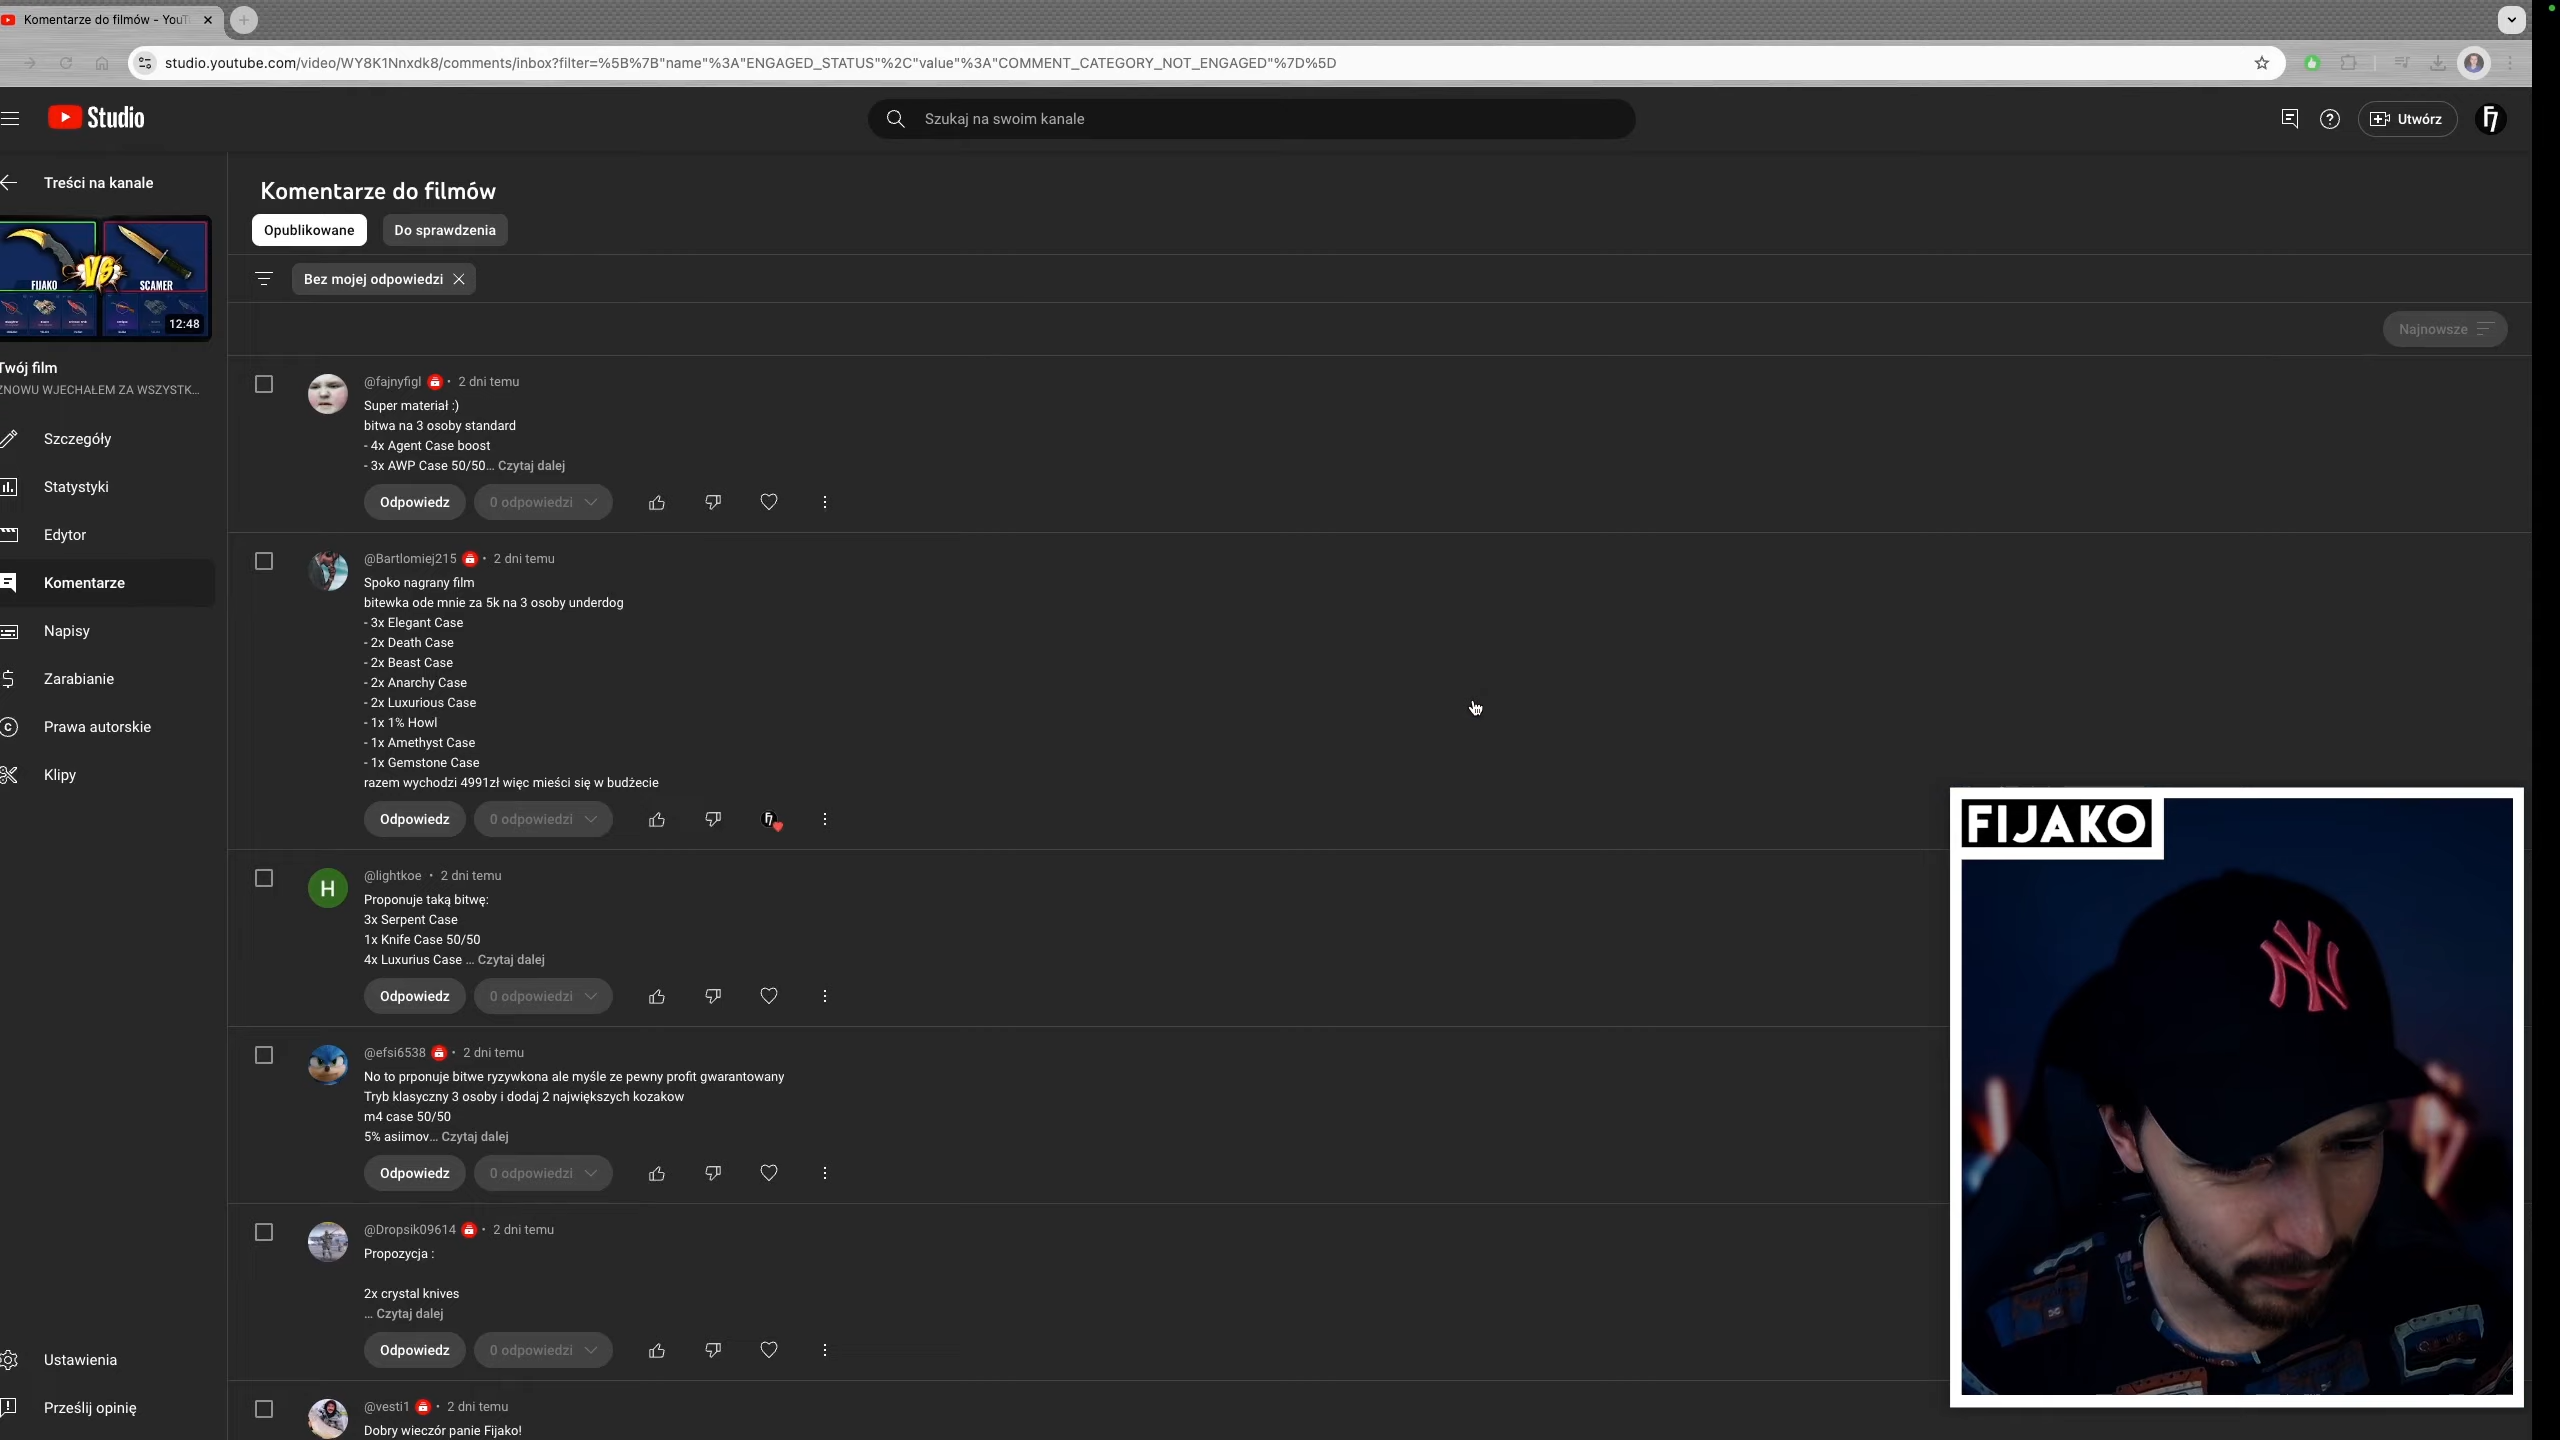 Komentarze do filmów - YouT
studio.youtube.com/video/WY8K1Nnxdk8/comments/inbox?filter=%5B%7B"name"%3A"ENGAGED_STATUS"%2C"value"%3A"COMMENT_CATEGORY_NOT_ENGAGED"%7D%5D
Studio
Szukaj na swoim kanale
Utwórz
Treści na kanale
FIJAKO
VS
SCAMER
12:48
Twój film
ZNOWU WJECHAŁEM ZA WSZYSTK...
Szczegóły
Statystyki
Edytor
Komentarze
Napisy
Zarabianie
Prawa autorskie
Klipy
Ustawienia
Prześlij opinię
Komentarze do filmów
Opublikowane
Do sprawdzenia
Bez mojej odpowiedzi
Najnowsze
@fajnyfigl • 2 dni temu
Super materiał :)
bitwa na 3 osoby standard
- 4x Agent Case boost
- 3x AWP Case 50/50... Czytaj dalej
Odpowiedz 0 odpowiedzi
@Bartlomiej215 • 2 dni temu
Spoko nagrany film
bitewka ode mnie za 5k na 3 osoby underdog
- 3x Elegant Case
- 2x Death Case
- 2x Beast Case
- 2x Anarchy Case
- 2x Luxurious Case
- 1x 1% Howl
- 1x Amethyst Case
- 1x Gemstone Case
razem wychodzi 4991zł więc mieści się w budżecie
Odpowiedz 0 odpowiedzi
H
@lightkoe • 2 dni temu
Proponuje taką bitwę:
3x Serpent Case
1x Knife Case 50/50
4x Luxurius Case ... Czytaj dalej
Odpowiedz 0 odpowiedzi
@efsi6538 • 2 dni temu
No to prponuje bitwe ryzywkona ale myśle ze pewny profit gwarantowany
Tryb klasyczny 3 osoby i dodaj 2 największych kozakow
m4 case 50/50
5% asiimov... Czytaj dalej
Odpowiedz 0 odpowiedzi
@Dropsik09614 • 2 dni temu
Propozycja :
2x crystal knives
... Czytaj dalej
Odpowiedz 0 odpowiedzi
@vesti1 • 2 dni temu
Dobry wieczór panie Fijako!
FIJAKO
NY